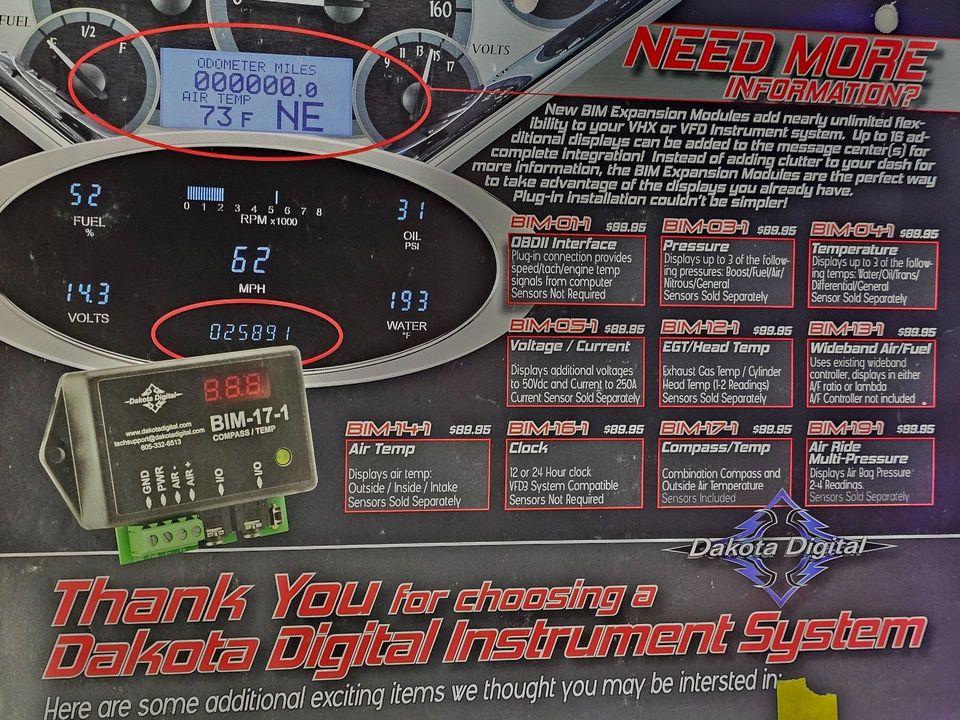 FUEL
1/2
F
160
9
11
13
15
17
VOLTS
ODOMETER MILES
000000.0
AIR TEMP
73 F NE
NEED MORE
INFORMATION?
New BIM Expansion Modules add nearly unlimited flex-
ibility to your VHX or VFD Instrument system. Up to 16 ad-
ditional displays can be added to the message center(s) for
complete integration! Instead of adding clutter to your dash for
more information, the BIM Expansion Modules are the perfect way
to take advantage of the displays you already have.
Plug-in installation couldn't be simpler!
52
FUEL
%
0 1 2 3 4 5 6 7 8
RPM x1000
31
OIL
PSI
62
MPH
14.3
VOLTS
193
WATER
°F
025891
BIM-01-1 $99.95
OBDII Interface
Plug-in connection provides
speed/tach/engine temp
signals from computer
Sensors Not Required
BIM-03-1 $99.95
Pressure
Displays up to 3 of the follow-
ing pressures: Boost/Fuel/Air/
Nitrous/General
Sensors Sold Separately
BIM-04-1 $99.95
Temperature
Displays up to 3 of the follow-
ing temps: Water/Oil/Trans/
Differential/General
Sensor Sold Separately
BIM-05-1 $99.95
Voltage / Current
Displays additional voltages
to 50Vdc and Current to 250A
Current Sensor Sold Separately
BIM-12-1 $99.95
EGT/Head Temp
Exhaust Gas Temp / Cylinder
Head Temp (1-2 Readings)
Sensors Sold Separately
BIM-13-1 $99.95
Wideband Air/Fuel
Uses existing wideband
controller, displays in either
A/F ratio or lambda
A/F Controller not included
BIM-14-1 $99.95
Air Temp
Displays air temp:
Outside / Inside / Intake
Sensors Sold Separately
BIM-16-1 $99.95
Clock
12 or 24 Hour clock
VFD3 System Compatible
Sensors Not Required
BIM-17-1 $99.95
Compass/Temp
Combination Compass and
Outside Air Temperature
Sensors Included
BIM-19-1 $99.95
Air Ride
Multi-Pressure
Displays Air Bag Pressure
2-4 Readings.
Sensors Sold Separately
Dakota Digital
8.8.8.
www.dakotadigital.com
techsupport@dakotadigital.com
605-332-6513
BIM-17-1
COMPASS/TEMP
GND
PWR
AIR -
AIR +
I/O
I/O
Dakota Digital
Thank You for choosing a
Dakota Digital Instrument System
Here are some additional exciting items we thought you may be intersted in: